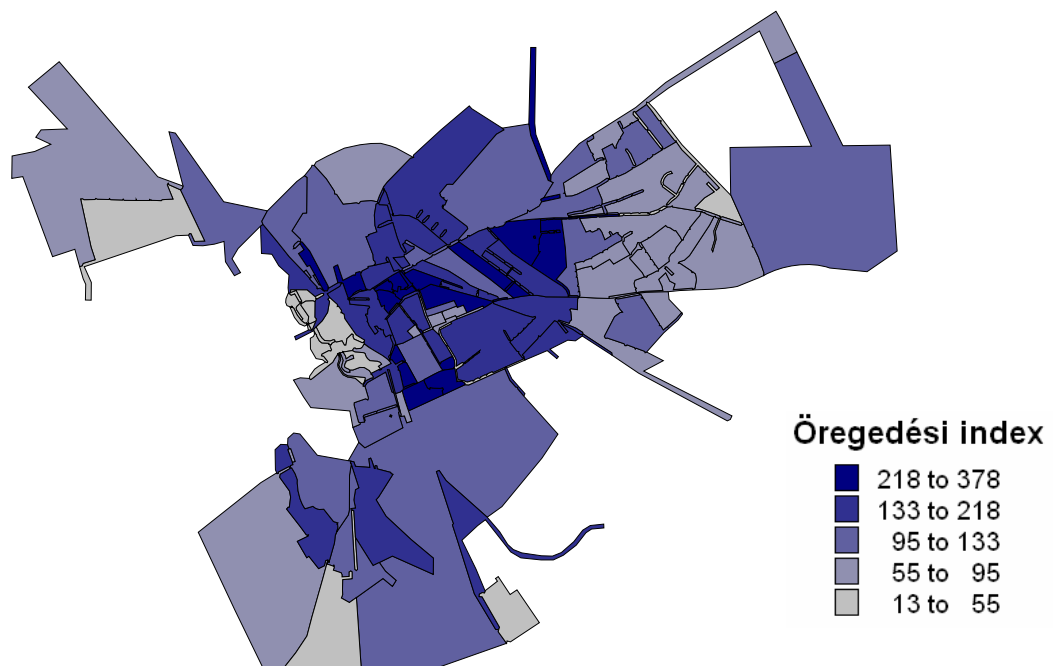 Öregedési index
218 to 378
133 to 218
95 to 133
55 to 95
13 to 55